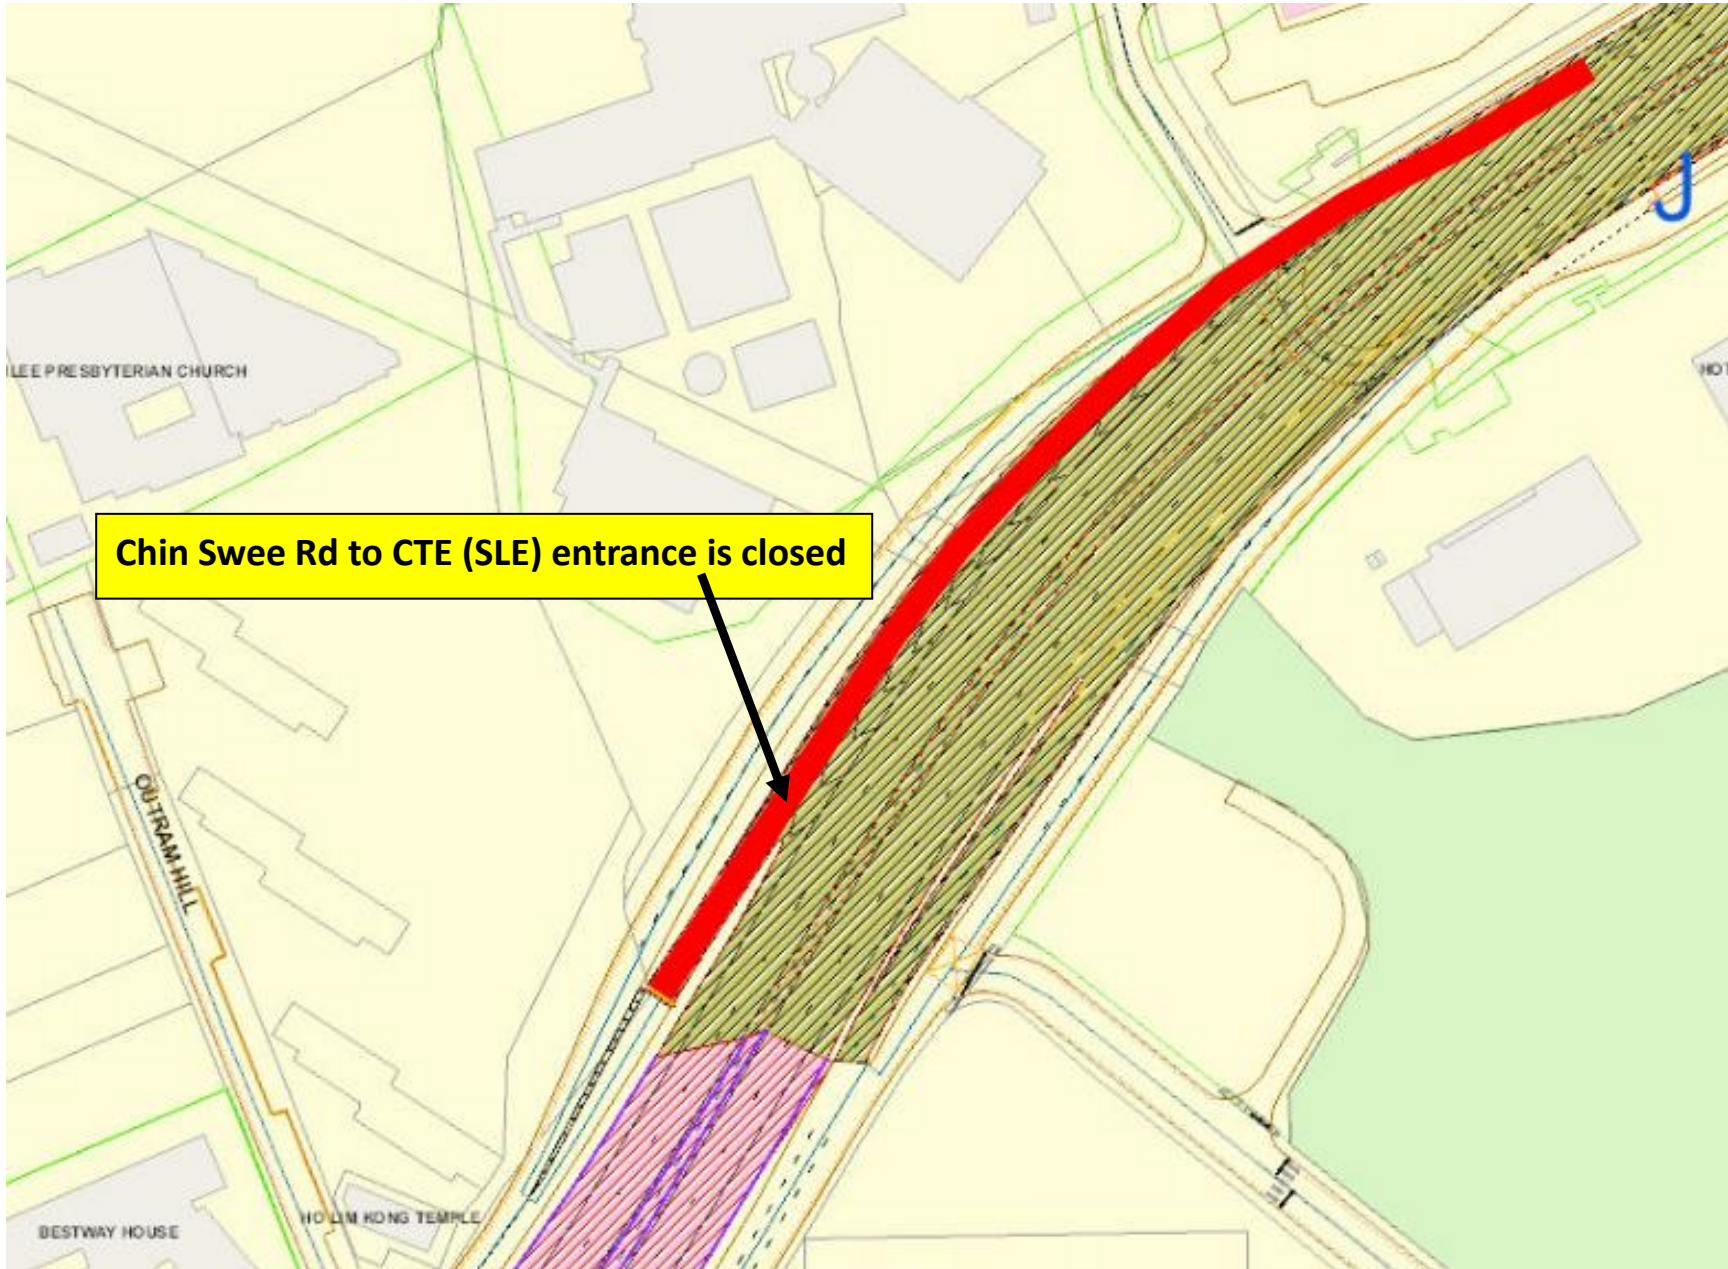 LEE PRESBYTERIAN CHURCH
HOT
Chin Swee Rd to CTE (SLE) entrance is closed
OUTRAM HILL
HO LIM KONG TEMPLE
BESTWAY HOUSE